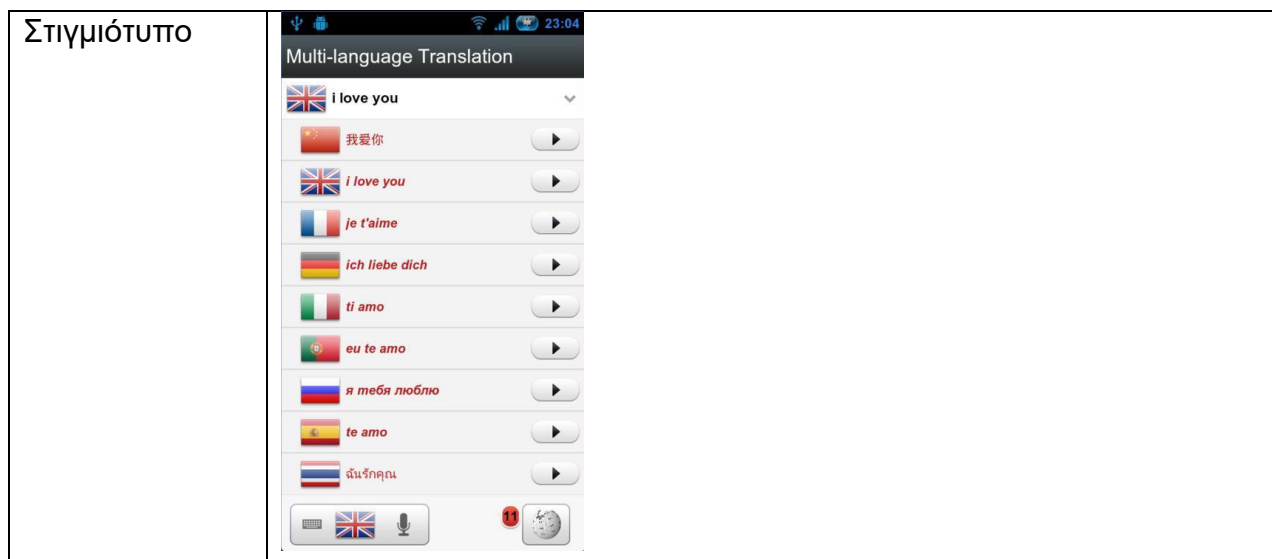 Στιγμιότυπο
23:04
Multi-language Translation
i love you
我爱你
i love you
je t'aime
ich liebe dich
ti amo
eu te amo
я тебя люблю
te amo
ฉันรักคุณ
11